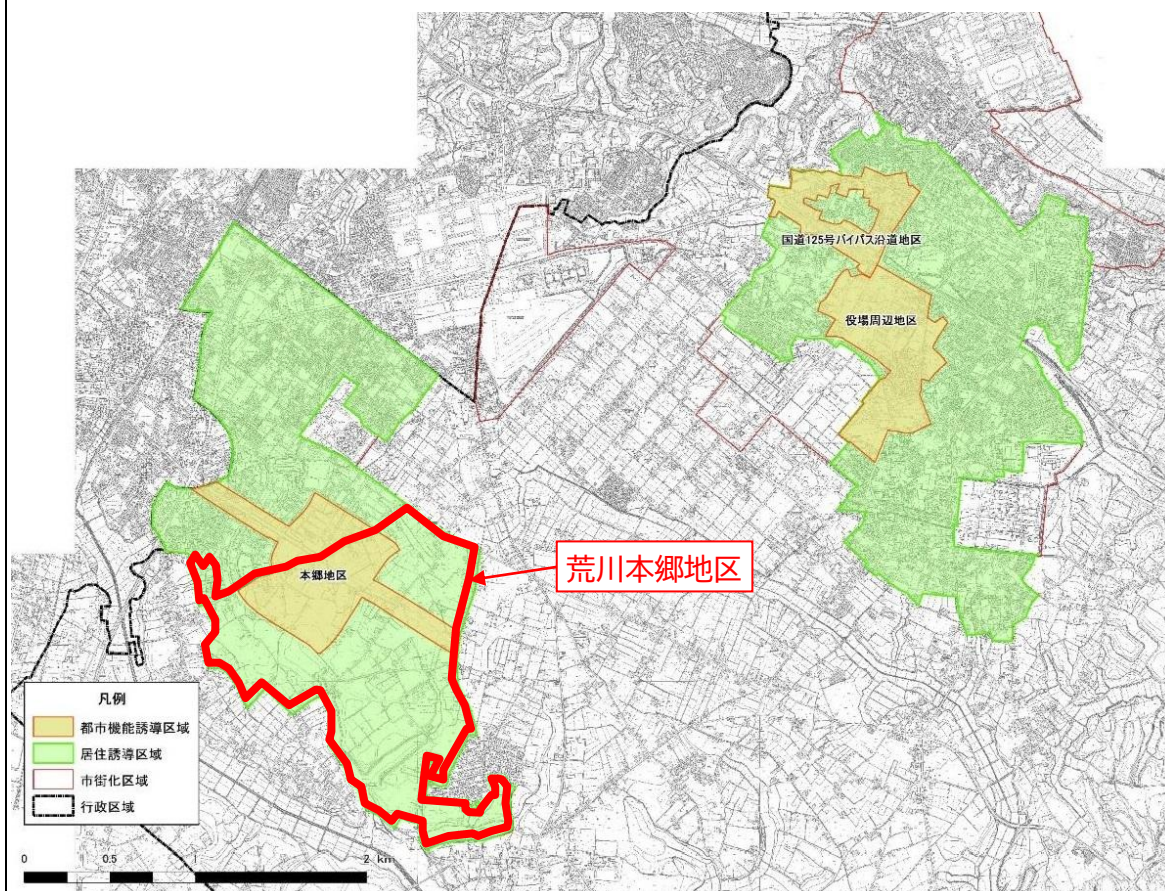 国道125号バイパス沿道地区
役場周辺地区
荒川本郷地区
本郷地区
凡例
都市機能誘導区域
居住誘導区域
市街化区域
行政区域
0 0.5 1 2 km